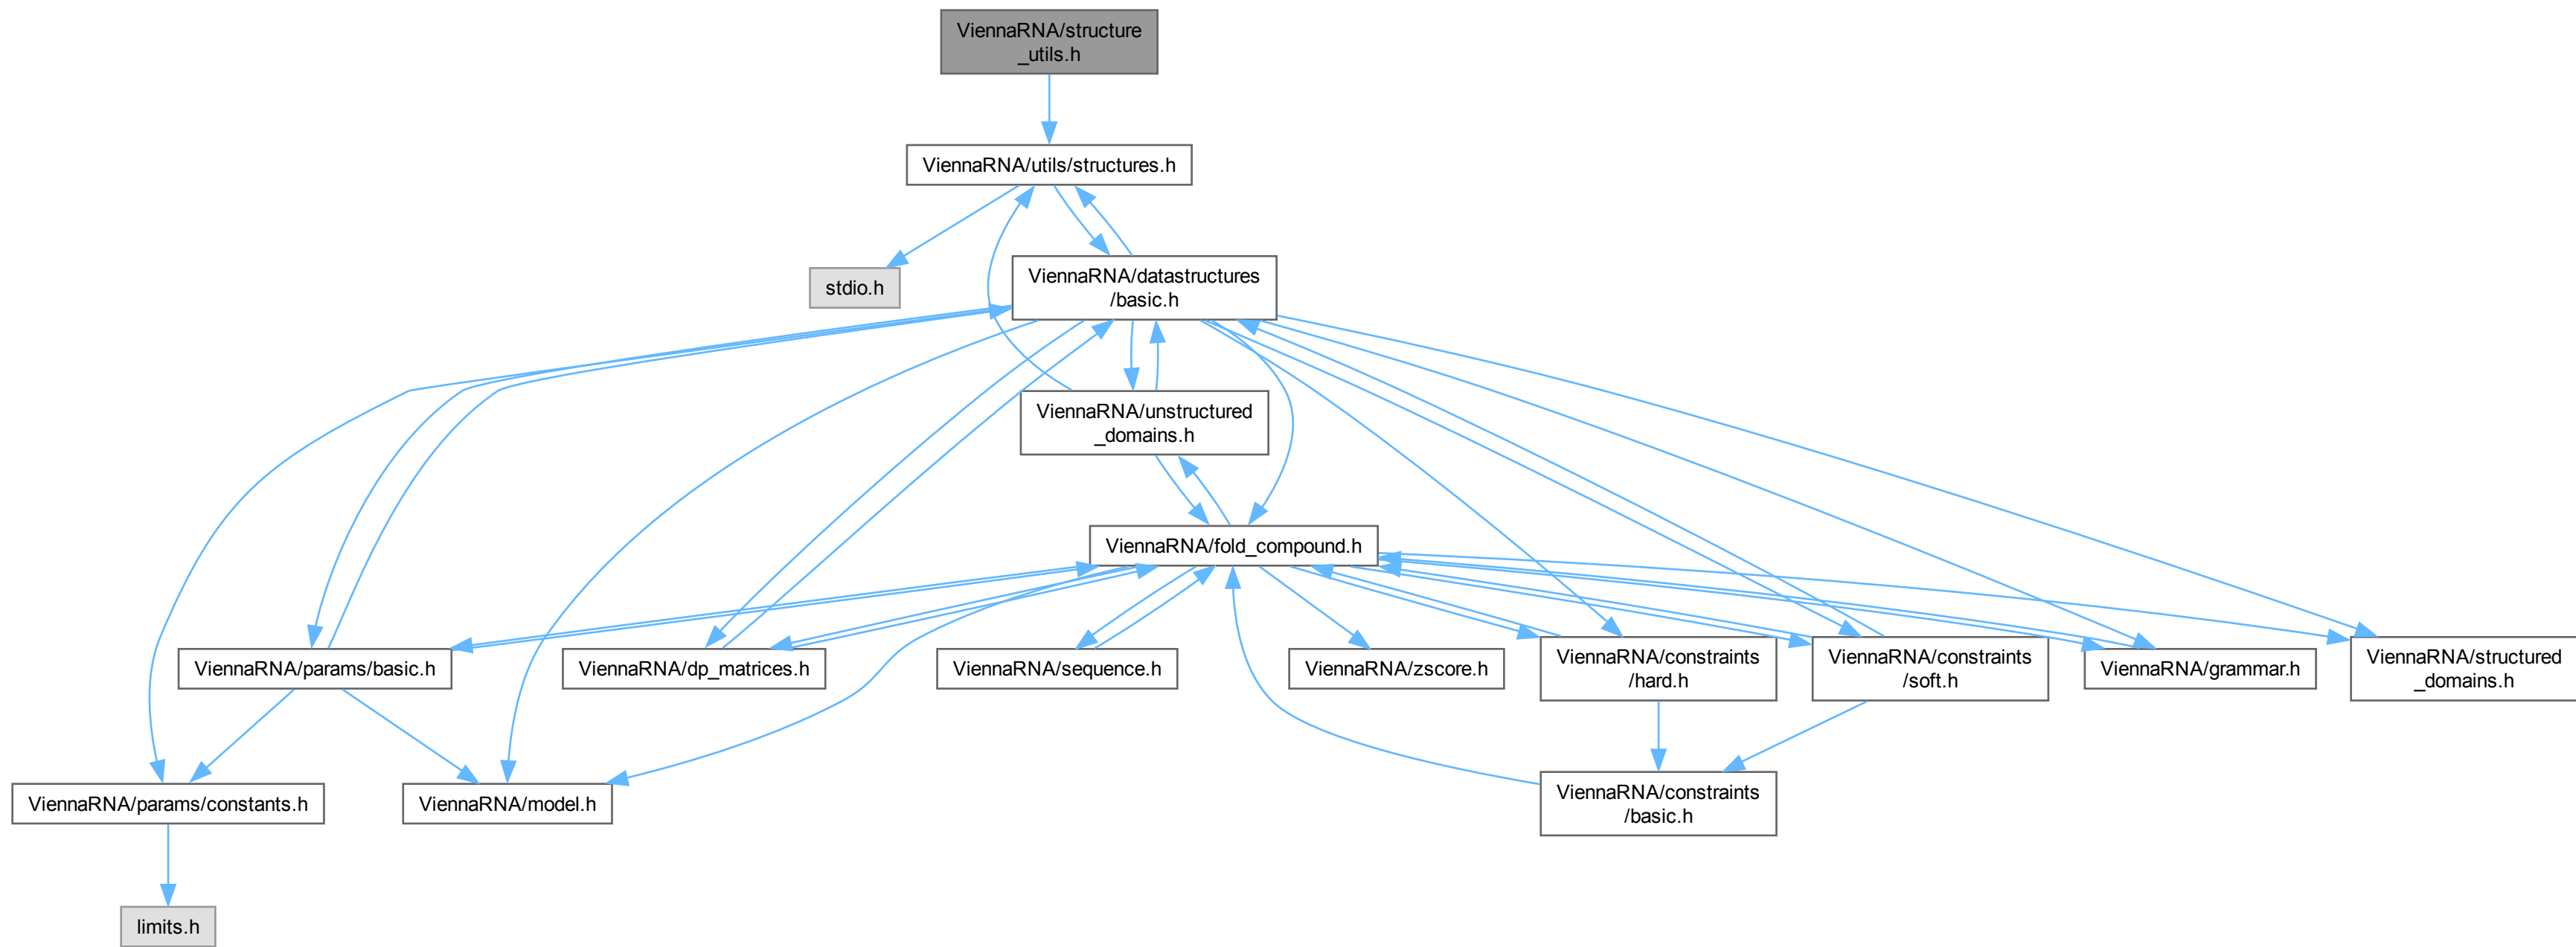 ViennaRNA/structure
_utils.h
ViennaRNA/utils/structures.h
stdio.h
ViennaRNA/datastructures
/basic.h
ViennaRNA/unstructured
_domains.h
ViennaRNA/fold_compound.h
ViennaRNA/params/basic.h
ViennaRNA/dp_matrices.h
ViennaRNA/sequence.h
ViennaRNA/zscore.h
ViennaRNA/constraints
/hard.h
ViennaRNA/constraints
/soft.h
ViennaRNA/grammar.h
ViennaRNA/structured
_domains.h
ViennaRNA/params/constants.h
ViennaRNA/model.h
ViennaRNA/constraints
/basic.h
limits.h